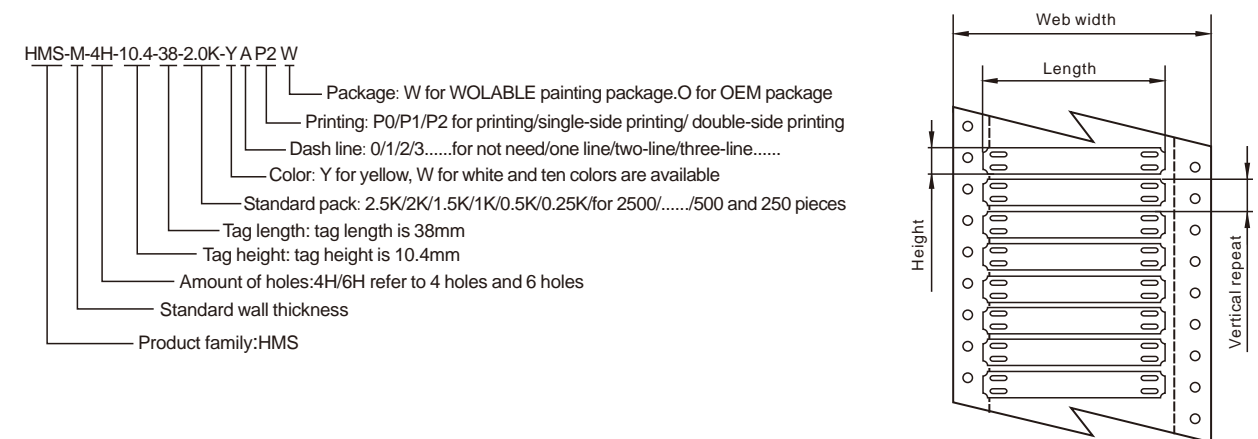 HMS-M-4H-10.4-38-2.0K-Y A P2 W
Package: W for WOLABLE painting package.O for OEM package
Printing: P0/P1/P2 for printing/single-side printing/ double-side printing
Dash line: 0/1/2/3......for not need/one line/two-line/three-line......
Color: Y for yellow, W for white and ten colors are available
Standard pack: 2.5K/2K/1.5K/1K/0.5K/0.25K/for 2500/....../500 and 250 pieces
Tag length: tag length is 38mm
Tag height: tag height is 10.4mm
Amount of holes:4H/6H refer to 4 holes and 6 holes
Standard wall thickness
Product family:HMS
Web width
Length
Height
Vertical repeat